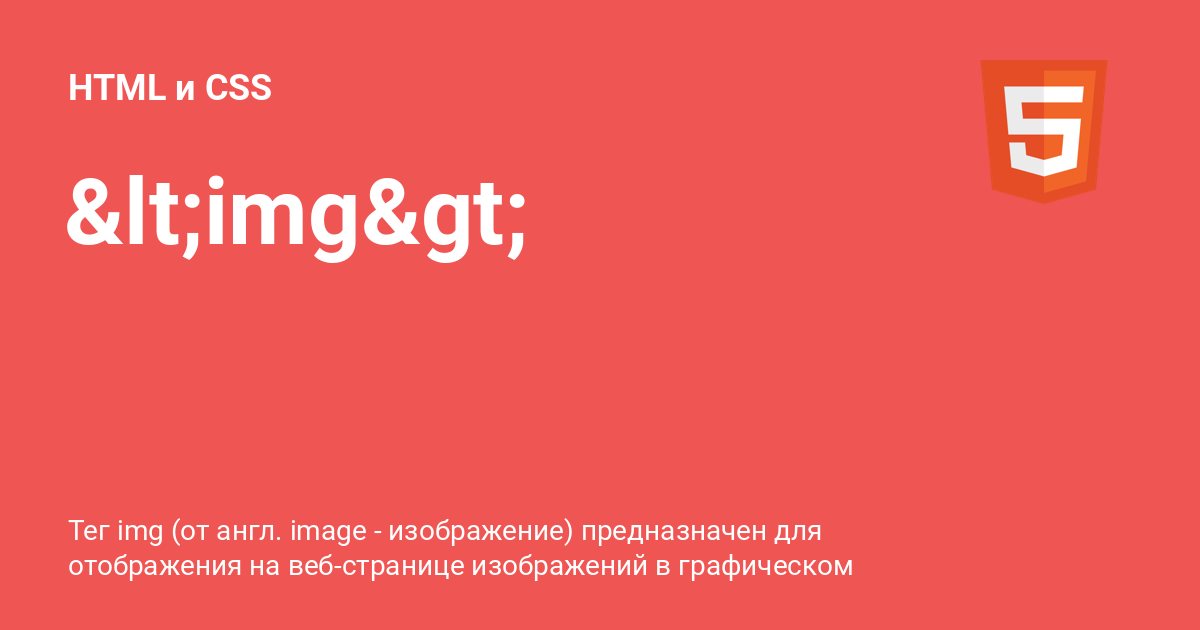 HTML и CSS
&lt;img&gt;
Тег img (от англ. image - изображение) предназначен для
отображения на веб-странице изображений в графическом